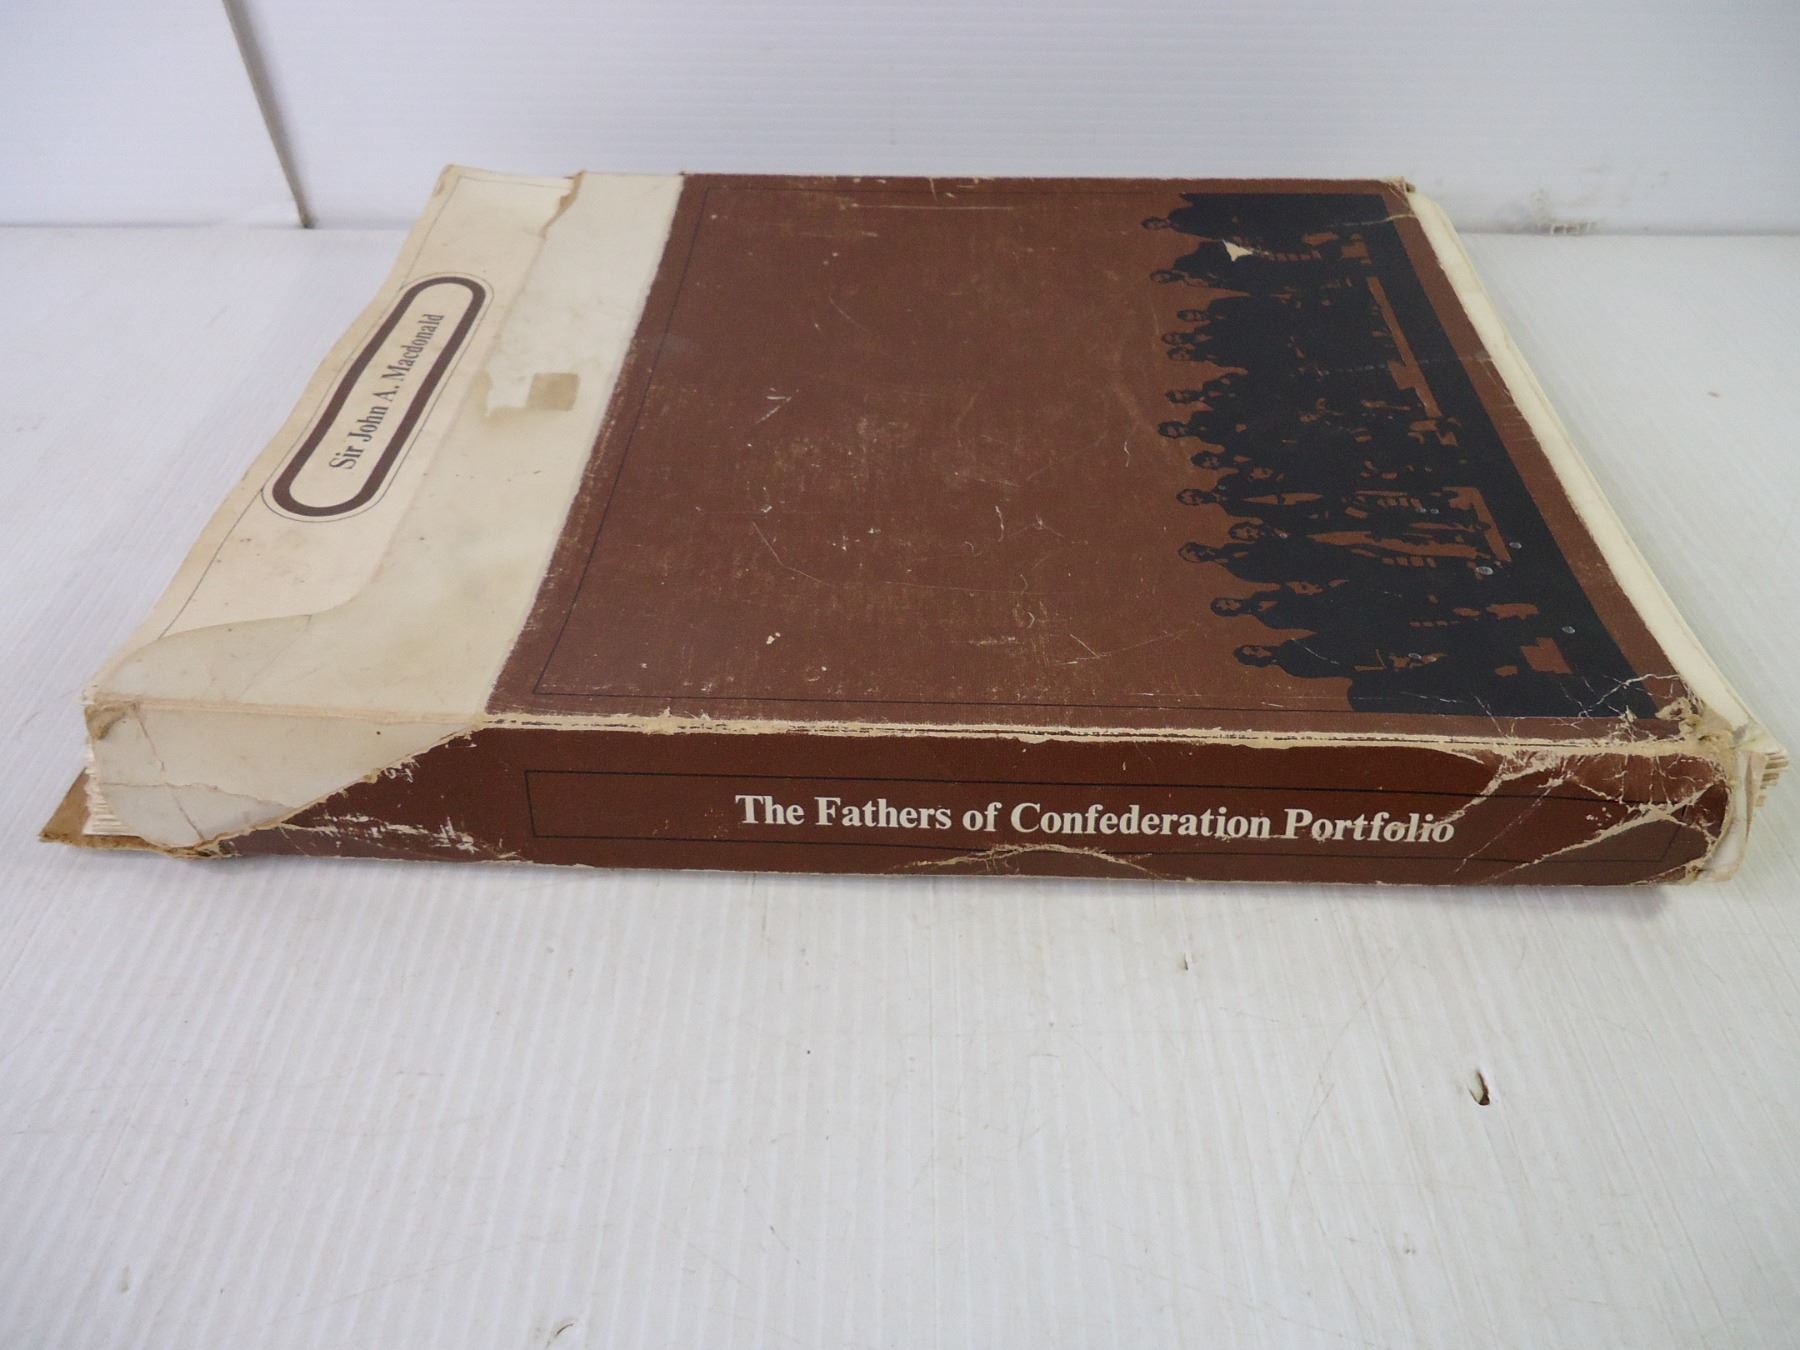 Sir John A. Macdonald
The Fathers of Confederation Portfolio